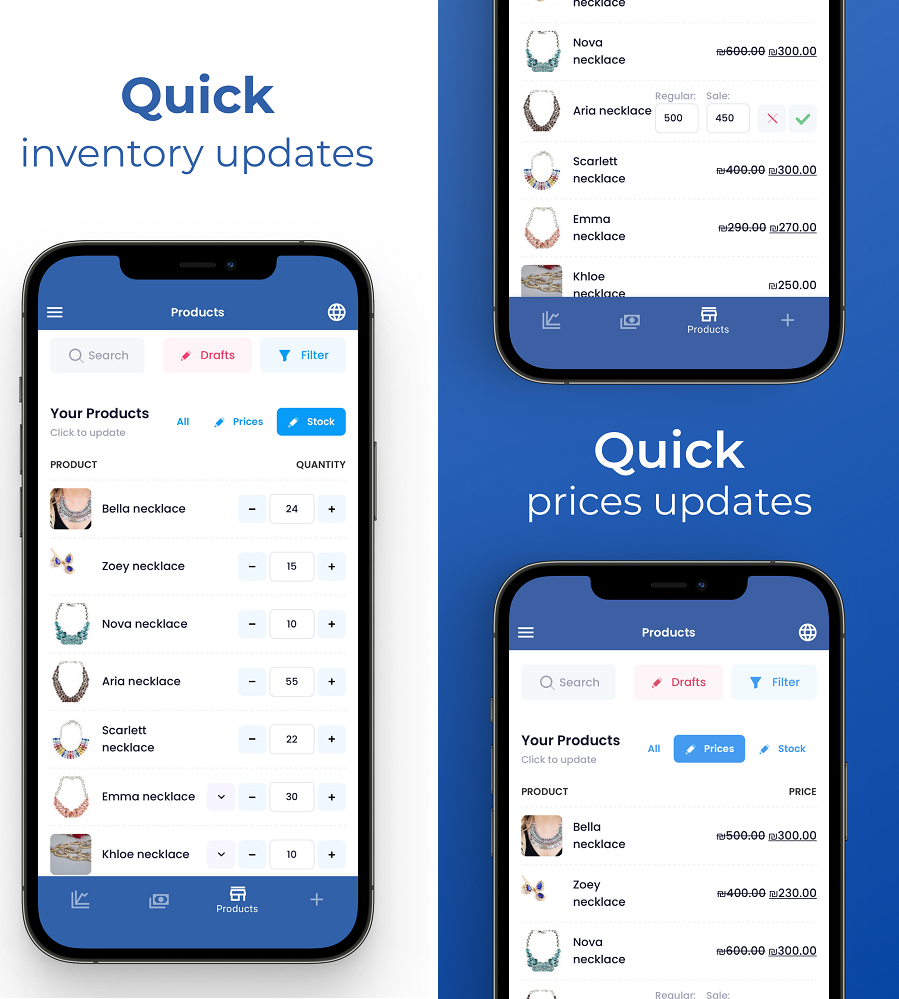 Quick
inventory updates
Products
Search
Drafts
Filter
Your Products
Click to update
All
Prices
Stock
PRODUCT
QUANTITY
Bella necklace
− 24 +
Zoey necklace
− 15 +
Nova necklace
− 10 +
Aria necklace
− 55 +
Scarlett
necklace
− 22 +
Emma necklace
− 30 +
Khloe necklace
− 10 +
Products
+
necklace
Nova
necklace
₪600.00 ₪300.00
Regular: Sale:
Aria necklace 500 450
Scarlett
necklace
₪400.00 ₪300.00
Emma
necklace
₪290.00 ₪270.00
Khloe
necklace
₪250.00
Products
+
Quick
prices updates
Products
Search
Drafts
Filter
Your Products
Click to update
All
Prices
Stock
PRODUCT
PRICE
Bella
necklace
₪500.00 ₪300.00
Zoey
necklace
₪400.00 ₪230.00
Nova
necklace
₪600.00 ₪300.00
Regular: Sale: